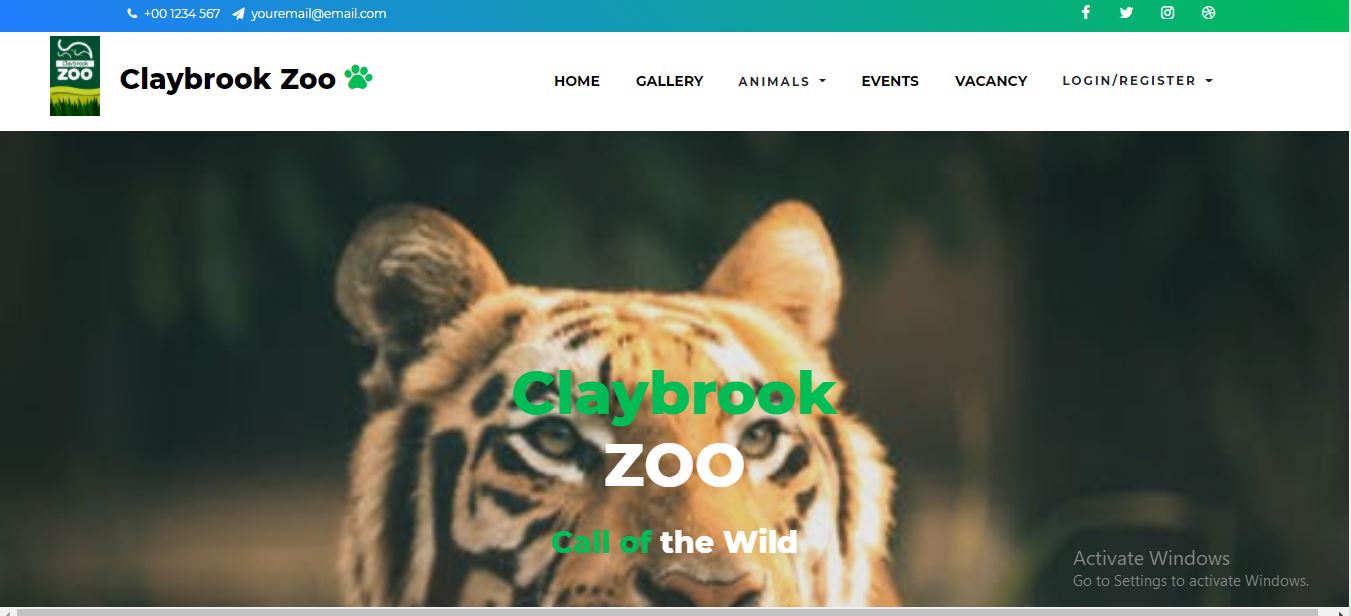 +00 1234 567 youremail@email.com
Claybrook
ZOO
Claybrook Zoo
HOME GALLERY ANIMALS EVENTS VACANCY LOGIN/REGISTER
Claybrook
ZOO
Call of the Wild
Activate Windows
Go to Settings to activate Windows.